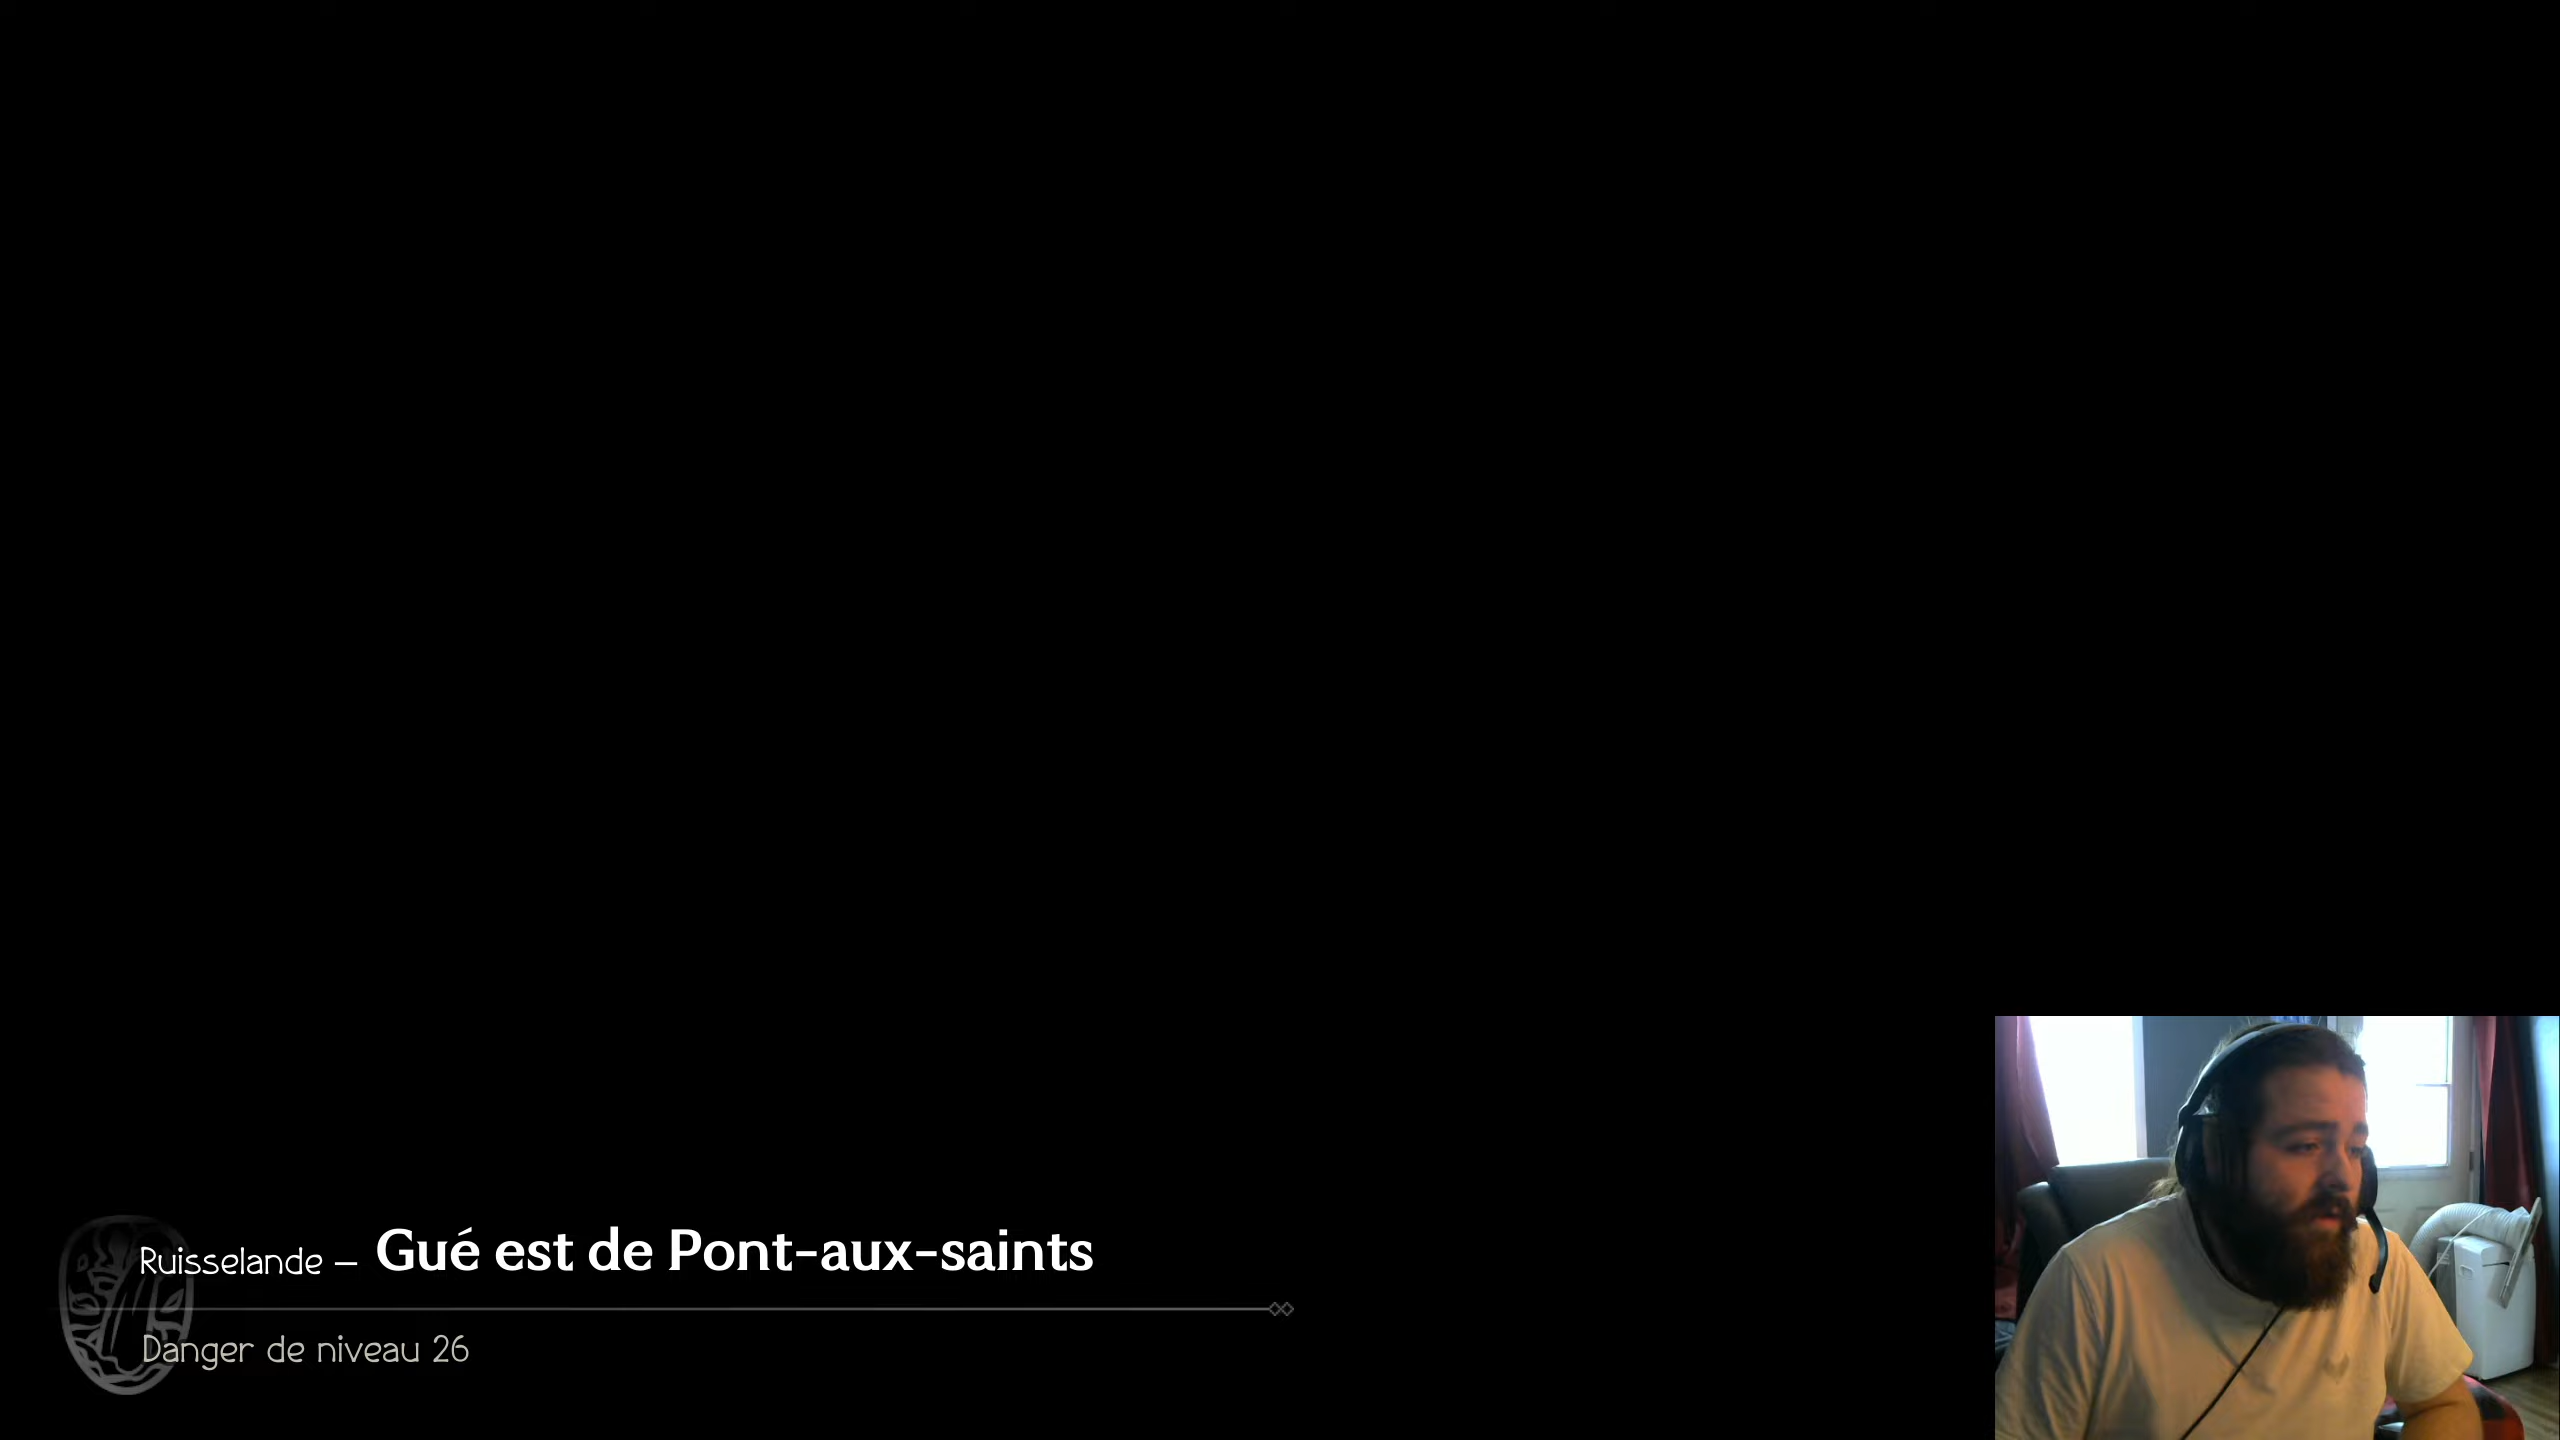 Ruisselande – Gué est de Pont-aux-saints
Danger de niveau 26